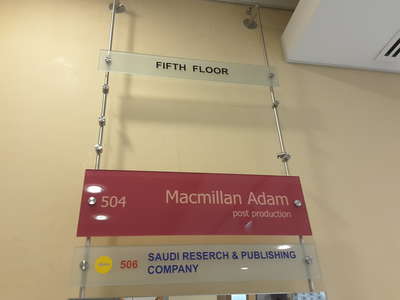 FIFTH FLOOR
504 Macmillan Adam
post production
506 SAUDI RESERCH & PUBLISHING
COMPANY